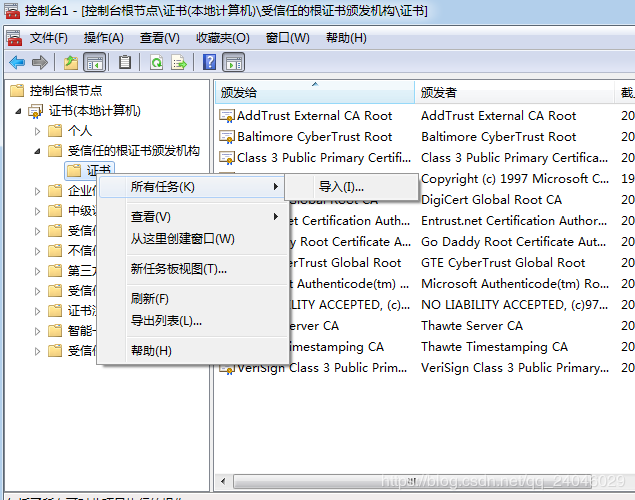 控制台1 - [控制台根节点\证书(本地计算机)\受信任的根证书颁发机构\证书]
文件(F) 操作(A) 查看(V) 收藏夹(O) 窗口(W) 帮助(H)
控制台根节点
证书(本地计算机)
个人
受信任的根证书颁发机构
证书
企业
中级
受信
不信
第三
受信
证书
智能
受信
所有任务(K)
导入(I)...
查看(V)
从这里创建窗口(W)
新任务板视图(T)...
刷新(F)
导出列表(L)...
帮助(H)
颁发给 颁发者 截
AddTrust External CA Root AddTrust External CA Root 20
Baltimore CyberTrust Root Baltimore CyberTrust Root 20
Class 3 Public Primary Certific... Class 3 Public Primary Certificat... 20
Copyright (c) 1997 Microsoft C... 19
Global Root CA DigiCert Global Root CA 20
et Certification Auth... Entrust.net Certification Author... 20
y Root Certificate A... Go Daddy Root Certificate Auth... 20
rTrust Global Root GTE CyberTrust Global Root 20
t Authenticode(tm) ... Microsoft Authenticode(tm) Ro... 20
IABILITY ACCEPTED, ... NO LIABILITY ACCEPTED, (c)97 ... 20
Server CA Thawte Server CA 20
Timestamping CA Thawte Timestamping CA 20
VeriSign Class 3 Public Prim... VeriSign Class 3 Public Primary... 20
https://blog.csdn.net/qq_24046029